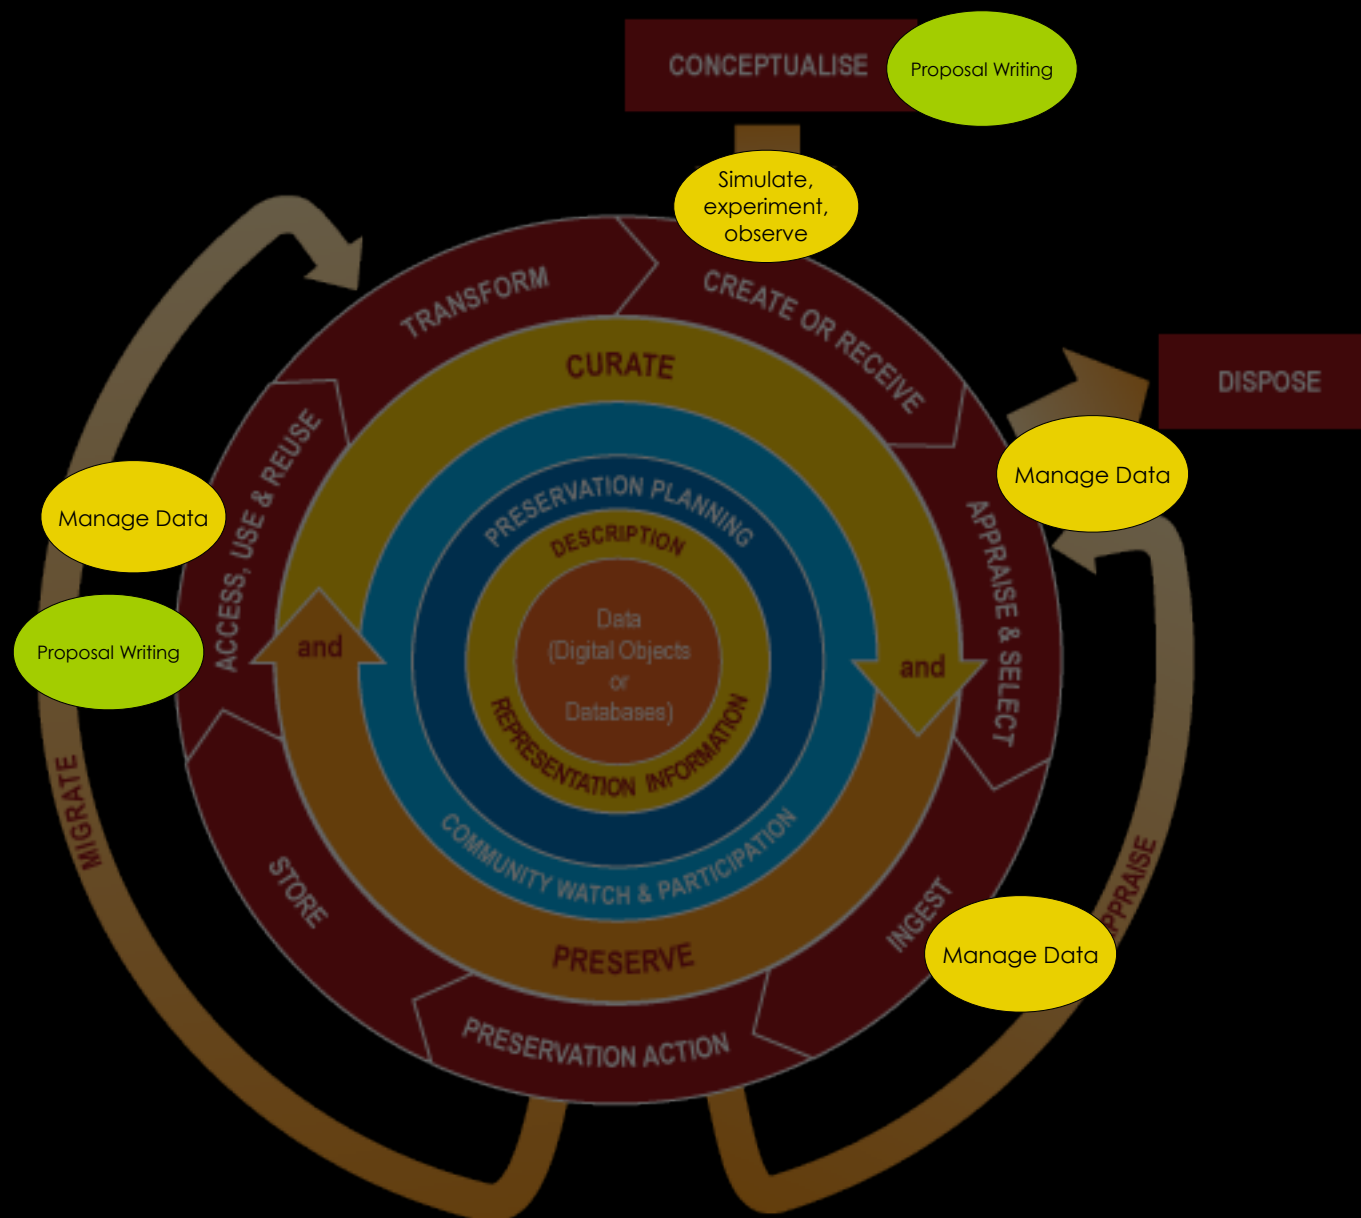 CONCEPTUALISE
Proposal Writing
Simulate,
experiment,
observe
TRANSFORM
CREATE OR RECEIVE
CURATE
DISPOSE
Manage Data
ACCESS, USE & REUSE
Manage Data
APPRAISE & SELECT
PRESERVATION PLANNING
DESCRIPTION
Data
(Digital Objects
or
Databases)
and
and
Proposal Writing
REPRESENTATION INFORMATION
COMMUNITY WATCH & PARTICIPATION
MIGRATE
STORE
INGEST
PPRAISE
Manage Data
PRESERVE
PRESERVATION ACTION